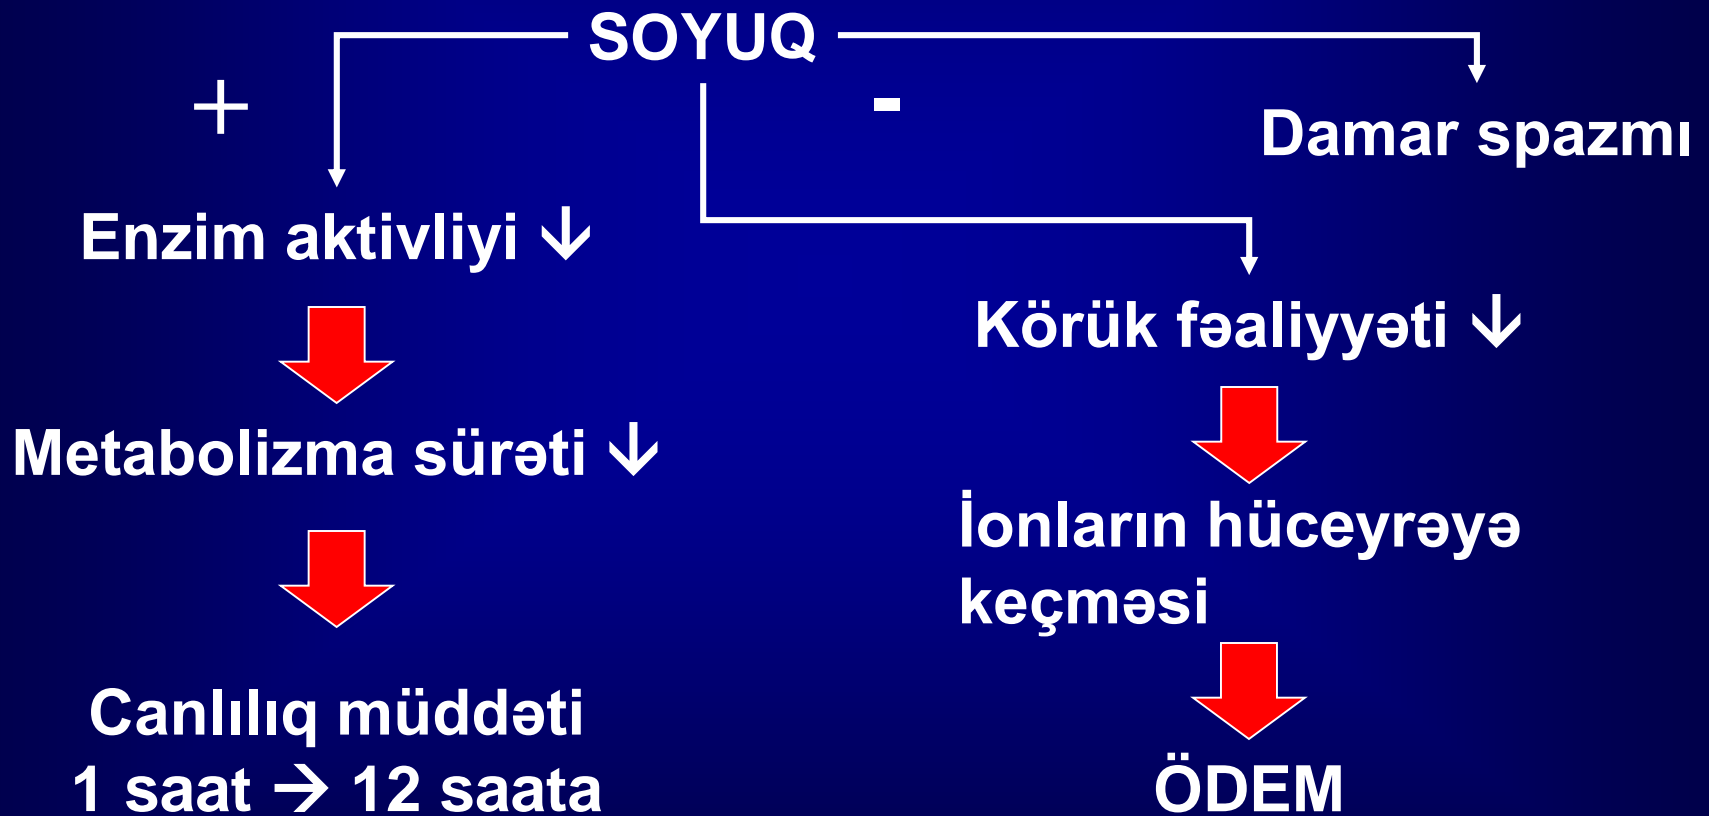 SOYUQ
+
-
Damar spazmı
Enzim aktivliyi ↓
Körük fəaliyyəti ↓
Metabolizma sürəti ↓
İonların hüceyrəyə
keçməsi
Canlılıq müddəti
1 saat → 12 saata
ÖDEM